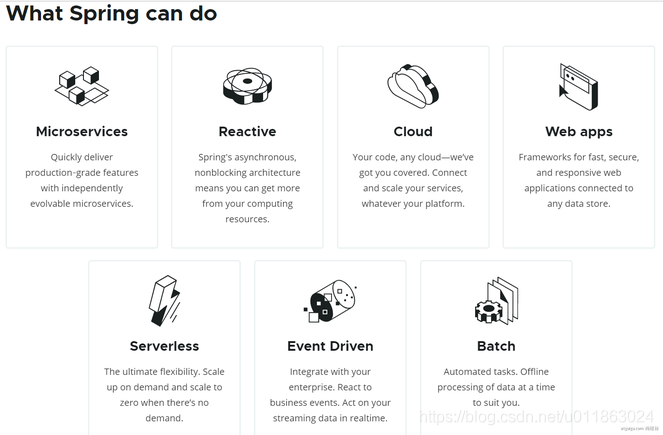 What Spring can do
Microservices
Quickly deliver
production-grade features
with independently
evolvable microservices.
Reactive
Spring's asynchronous,
nonblocking architecture
means you can get more
from your computing
resources.
Cloud
Your code, any cloud—we've
got you covered. Connect
and scale your services,
whatever your platform.
Web apps
Frameworks for fast, secure,
and responsive web
applications connected to
any data store.
Serverless
The ultimate flexibility. Scale
up on demand and scale to
zero when there's no
demand.
Event Driven
Integrate with your
enterprise. React to
business events. Act on your
streaming data in realtime.
Batch
Automated tasks. Offline
processing of data at a time
to suit you.
https://blog.csdn.net/u011863024